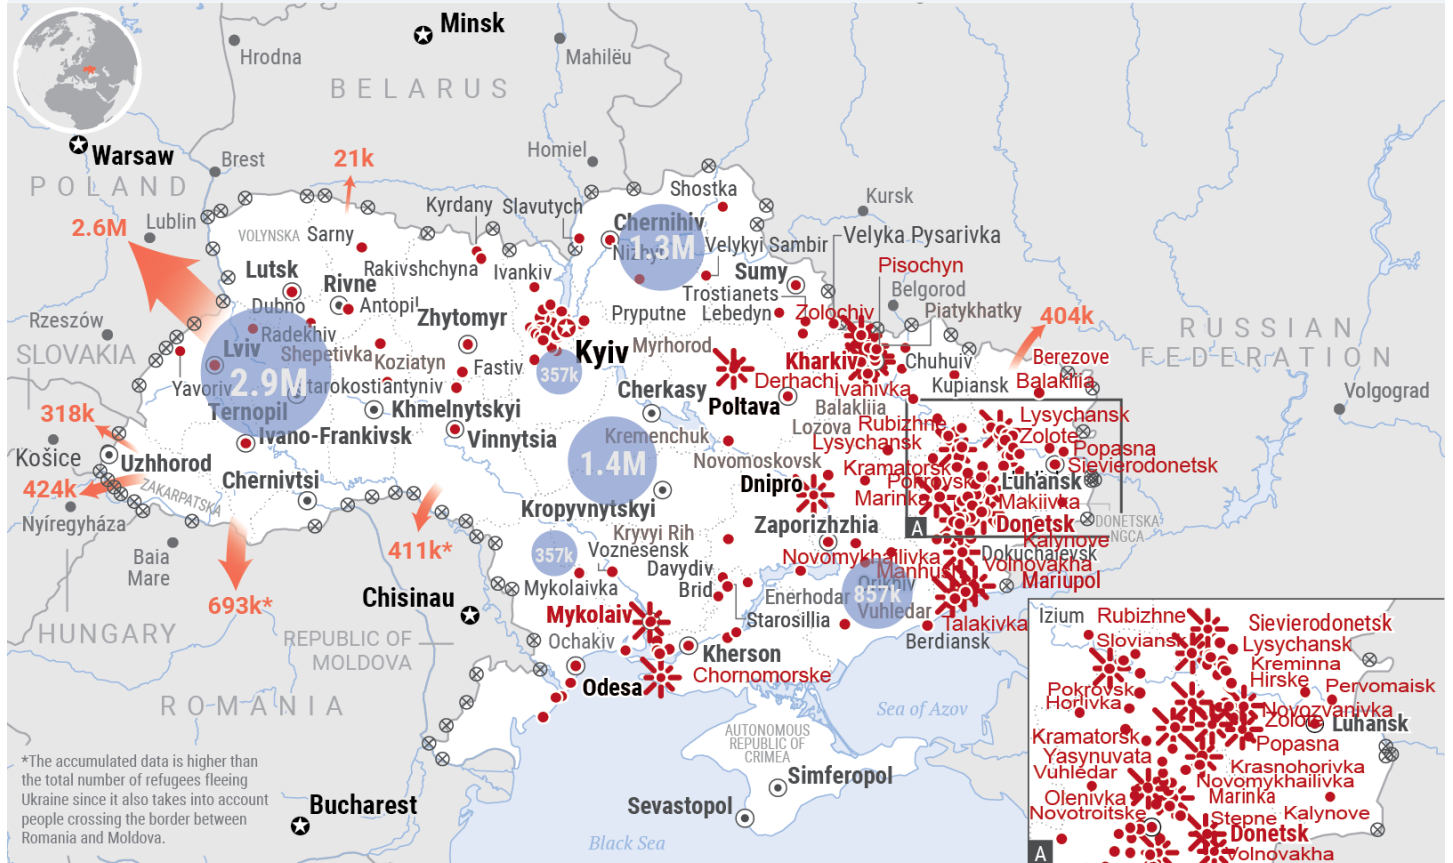 Minsk
Hrodna
Mahilëu
BELARUS
Warsaw
Brest
Homiel
POLAND
21k
Shostka
Kursk
Lublin
2.6M
Kyrdany
Slavutych
Chernihiv
VOLYNSKA
Sarny
1.3M
Velykyi Sambir
Velyka Pysarivka
Lutsk
Rakivshchyna
Ivankiv
Sumy
Pisochyn
Rivne
Trostianets
Belgorod
Dubno
Antopil
Pryputne
Lebedyn
Zolochiv
Piatykhatky
404k
Rzeszów
Radekhiv
Zhytomyr
RUSSIAN
FEDERATION
SLOVAKIA
Lviv
Shepetivka
Koziatyn
Kyiv
Myrhorod
Kharkiv
Chuhuiv
Berezove
Fastiv
357k
2.9M
Yavoriv
Starokostiantyniv
Cherkasy
Derhachi
Ivanivka
Kupiansk
Balakliia
Volgograd
318k
Ternopil
Khmelnytskyi
Poltava
Balakliia
Lozova
Rubizhne
Lysychansk
Ivano-Frankivsk
Vinnytsia
Kremenchuk
Lysychansk
Zolote
Popasna
Košice
Uzhhorod
1.4M
Novomoskovsk
Kramatorsk
Sievierodonetsk
424k
ZAKARPATSKA
Chernivtsi
Dnipro
Pokrovsk
Luhansk
Marinka
Makiivka
Nyíregyháza
Kropyvnytskyi
Zaporizhzhia
A
Donetsk
DONETSKA
NGCA
Baia
Mare
411k*
357k
Kryvyi Rih
Voznesensk
Kalynove
Dokuchaievsk
Novomykhailivka
Volnovakha
Davydiv
Brid
Manhush
Mariupol
693k*
Chisinau
Mykolaivka
Enerhodar
Orikhiv
857k
Vuhledar
Mykolaiv
Starosillia
Talakivka
HUNGARY
REPUBLIC OF
MOLDOVA
Ochakiv
Kherson
Berdiansk
Odesa
Chornomorske
ROMANIA
Sea of Azov
AUTONOMOUS
REPUBLIC OF
CRIMEA
Simferopol
Sevastopol
Bucharest
Black Sea
*The accumulated data is higher than
the total number of refugees fleeing
Ukraine since it also takes into account
people crossing the border between
Romania and Moldova.
Izium
Rubizhne
Sievierodonetsk
Sloviansk
Lysychansk
Kreminna
Hirske
Pokrovsk
Pervomaisk
Horlivka
Novozvanivka
Zolote
Luhansk
Kramatorsk
Popasna
Yasynuvata
Krasnohorivka
Vuhledar
Novomykhailivka
Olenivka
Marinka
Novotroitske
Stepne
Kalynove
Donetsk
Volnovakha
A